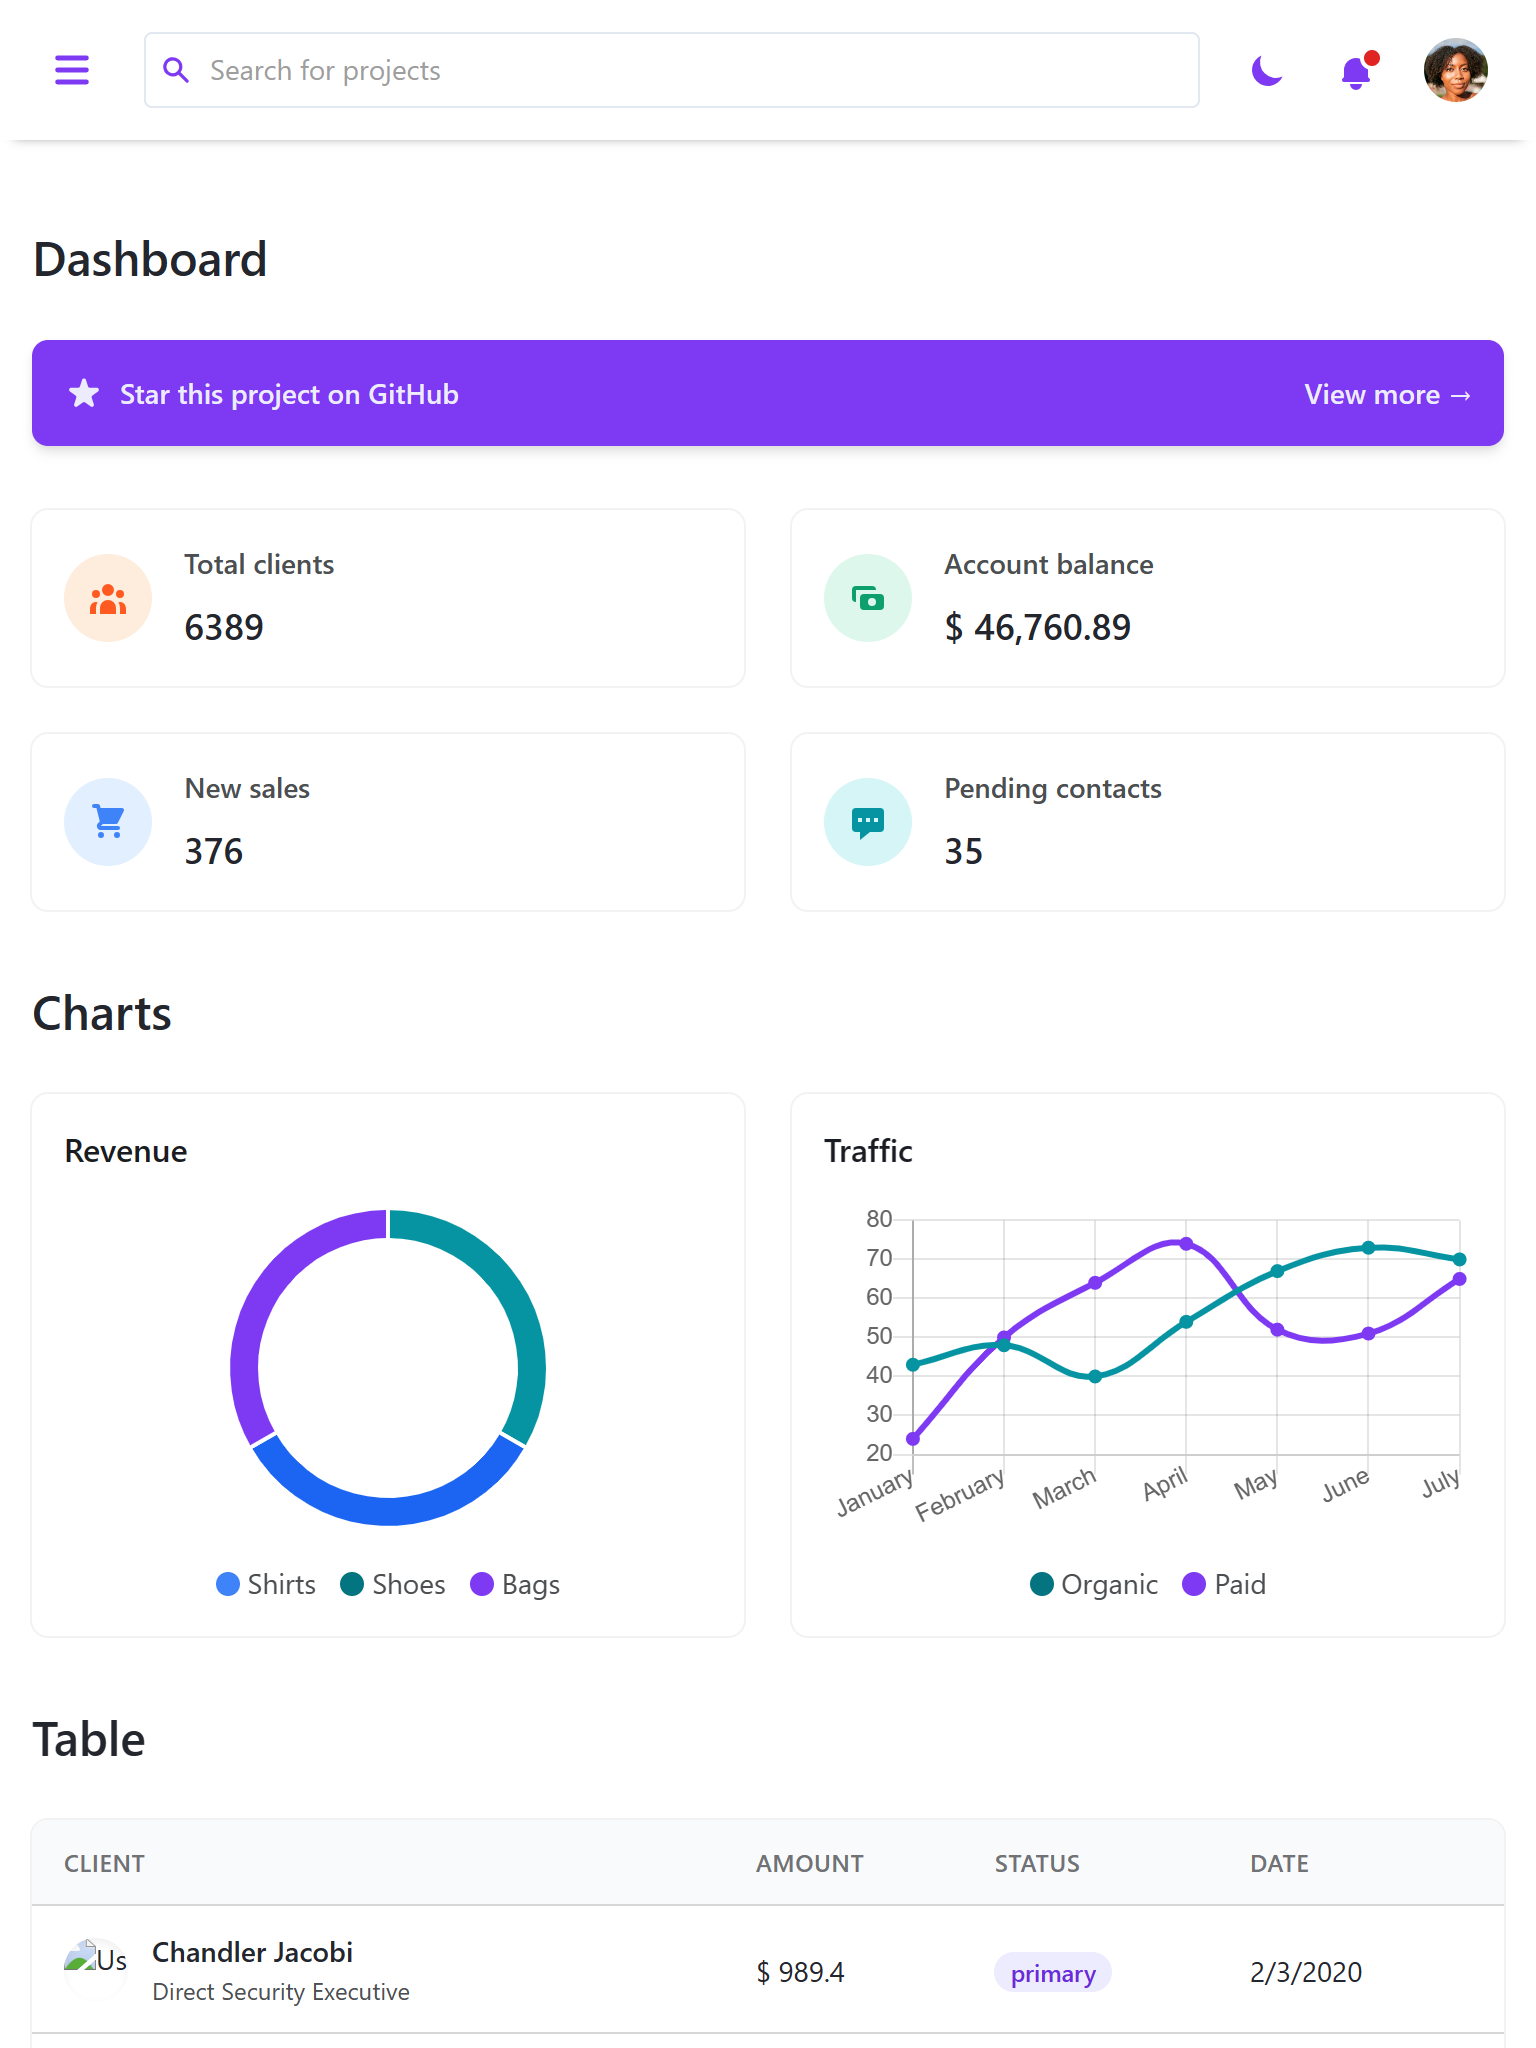 Search for projects
Dashboard
Star this project on GitHub
View more →
Total clients
6389
Account balance
$ 46,760.89
New sales
376
Pending contacts
35
Charts
Revenue
Shirts
Shoes
Bags
Traffic
80
70
60
50
40
30
20
January
February
March
April
May
June
July
Organic
Paid
Table
CLIENT
AMOUNT
STATUS
DATE
Us
Chandler Jacobi
Direct Security Executive
$ 989.4
primary
2/3/2020